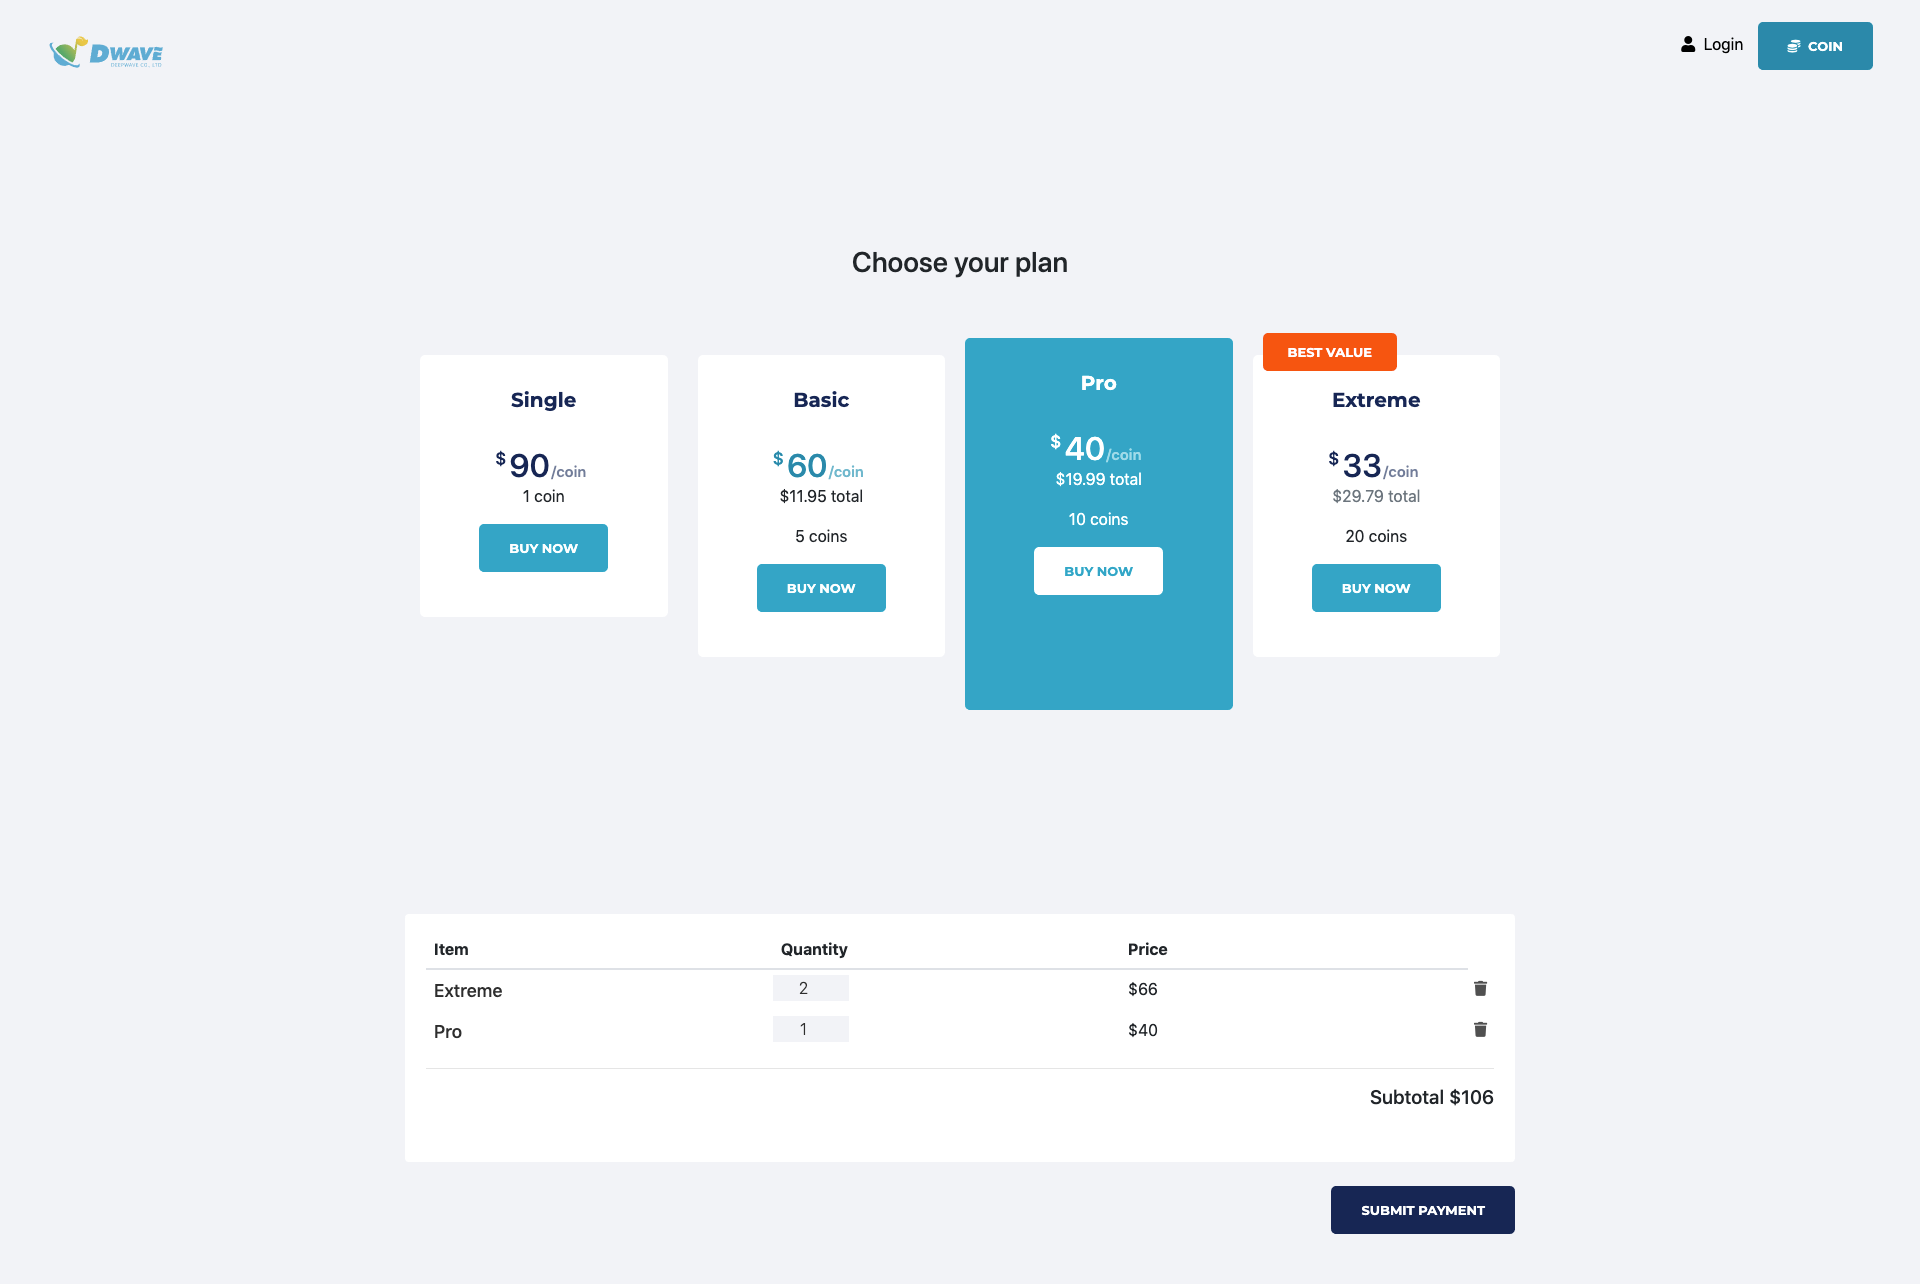 DWAVE
DEEPWAVE CO., LTD
Login
COIN
Choose your plan
Single
$90/coin
1 coin
BUY NOW
Basic
$60/coin
$11.95 total
5 coins
BUY NOW
Pro
$40/coin
$19.99 total
10 coins
BUY NOW
BEST VALUE
Extreme
$33/coin
$29.79 total
20 coins
BUY NOW
Item Quantity Price
Extreme 2 $66
Pro 1 $40
Subtotal $106
SUBMIT PAYMENT